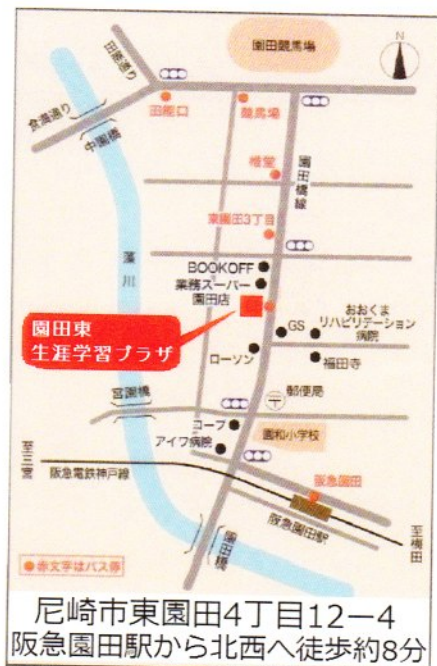 園田競馬場
N
田能通り
食満通り
中園橋
田能口
競馬場
椎堂
園田橋線
東園田3丁目
藻川
BOOKOFF
業務スーパー
園田店
園田東
生涯学習プラザ
GS
おおくま
リハビリテーション
病院
ローソン
福田寺
宮園橋
郵便局
コープ
アイワ病院
園和小学校
至三宮
阪急電鉄神戸線
阪急園田
阪急園田駅
至梅田
園田橋
●赤文字はバス停
尼崎市東園田4丁目12−4
阪急園田駅から北西へ徒歩約8分